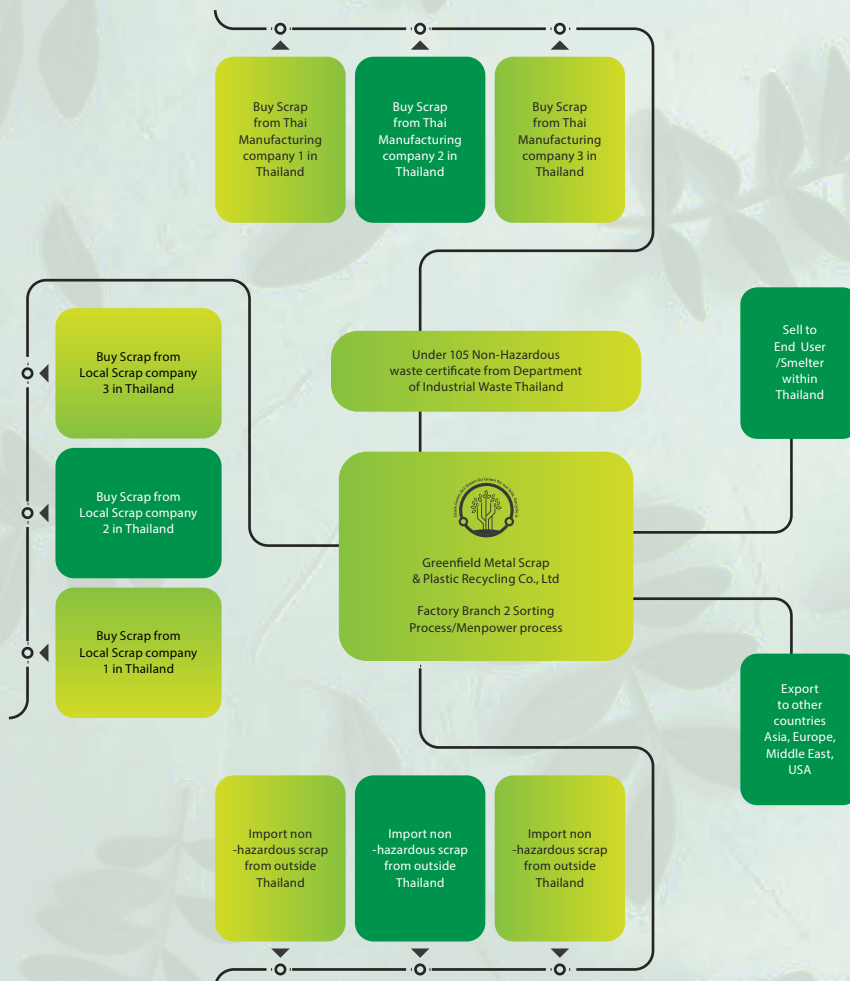 Buy Scrap
from Thai
Manufacturing
company 1 in
Thailand
Buy Scrap
from Thai
Manufacturing
company 2 in
Thailand
Buy Scrap
from Thai
Manufacturing
company 3 in
Thailand
Buy Scrap from
Local Scrap company
3 in Thailand
Buy Scrap from
Local Scrap company
2 in Thailand
Buy Scrap from
Local Scrap company
1 in Thailand
Under 105 Non-Hazardous
waste certificate from Department
of Industrial Waste Thailand
Greenfield Metal Scrap
& Plastic Recycling Co., Ltd
Factory Branch 2 Sorting
Process/Menpower process
Sell to
End User
/Smelter
within
Thailand
Export
to other
countries
Asia, Europe,
Middle East,
USA
Import non
-hazardous scrap
from outside
Thailand
Import non
-hazardous scrap
from outside
Thailand
Import non
-hazardous scrap
from outside
Thailand